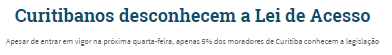 Curitibanos desconhecem a Lei de Acesso
Apesar de entrar em vigor na próxima quarta-feira, apenas 5% dos moradores de Curitiba conhecem a legislação